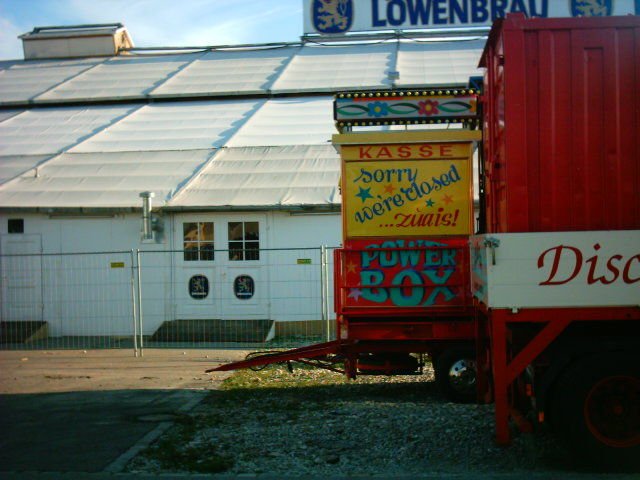 LÖWENBRÄU
KASSE
sorry
we're closed
...zuais!
POWER
BOX
Disc